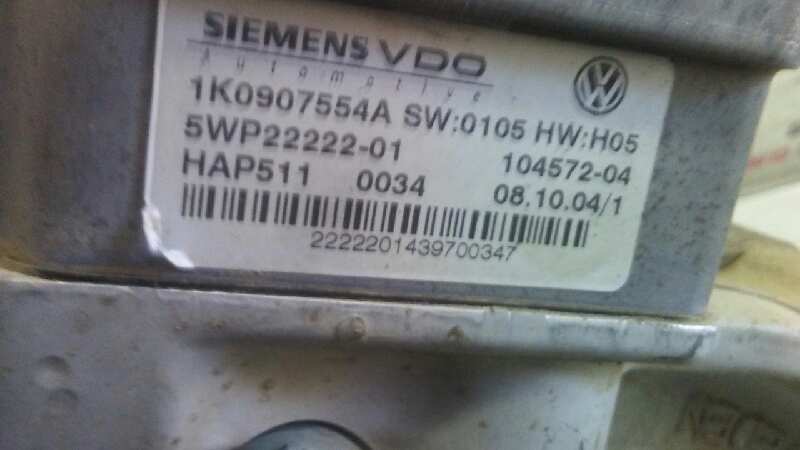 SIEMENS VDO
Automotive
1K0907554A SW:0105 HW:H05
5WP22222-01 104572-04
HAP511 0034 08.10.04/1
2222201439700347